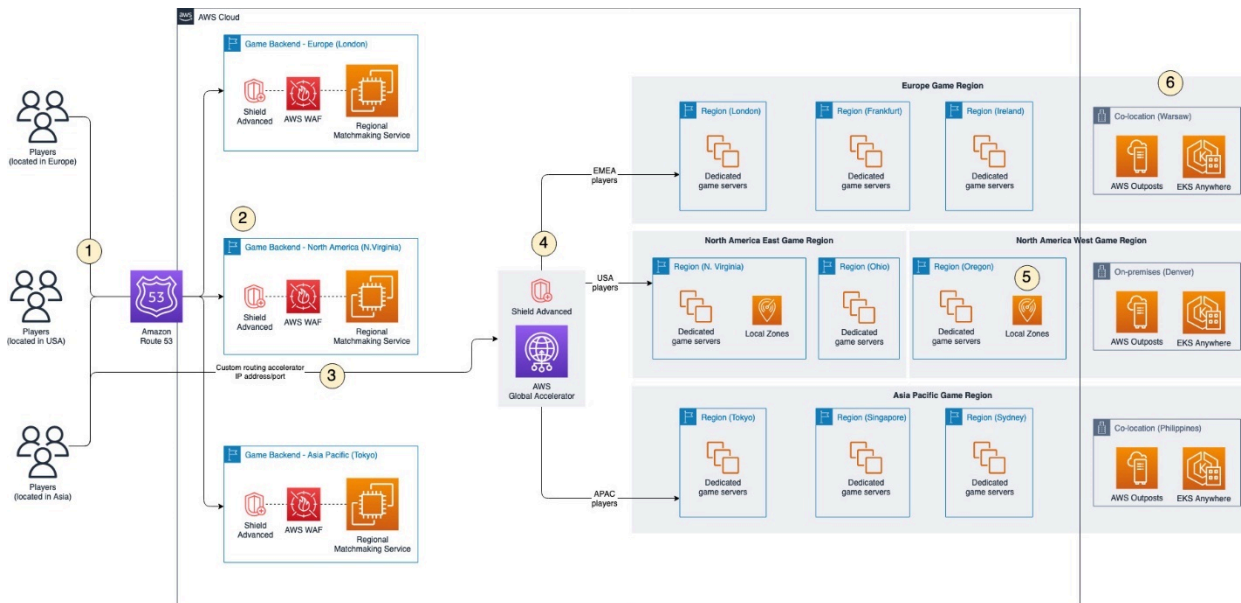 aws
AWS Cloud
Game Backend - Europe (London)
Shield
Advanced
AWS WAF
Regional
Matchmaking Service
Players
(located in Europe)
1
2
Game Backend - North America (N.Virginia)
Shield
Advanced
AWS WAF
Regional
Matchmaking Service
Players
(located in USA)
53
Amazon
Route 53
Custom routing accelerator
IP address/port
3
Players
(located in Asia)
Game Backend - Asia Pacific (Tokyo)
Shield
Advanced
AWS WAF
Regional
Matchmaking Service
4
Shield Advanced
AWS
Global Accelerator
EMEA
players
USA
players
APAC
players
Europe Game Region
6
Region (London)
Dedicated
game servers
Region (Frankfurt)
Dedicated
game servers
Region (Ireland)
Dedicated
game servers
Co-location (Warsaw)
AWS Outposts
K
EKS Anywhere
North America East Game Region
Region (N. Virginia)
Dedicated
game servers
Local Zones
Region (Ohio)
Dedicated
game servers
North America West Game Region
Region (Oregon)
5
Dedicated
game servers
Local Zones
On-premises (Denver)
AWS Outposts
K
EKS Anywhere
Asia Pacific Game Region
Region (Tokyo)
Dedicated
game servers
Region (Singapore)
Dedicated
game servers
Region (Sydney)
Dedicated
game servers
Co-location (Philippines)
AWS Outposts
K
EKS Anywhere